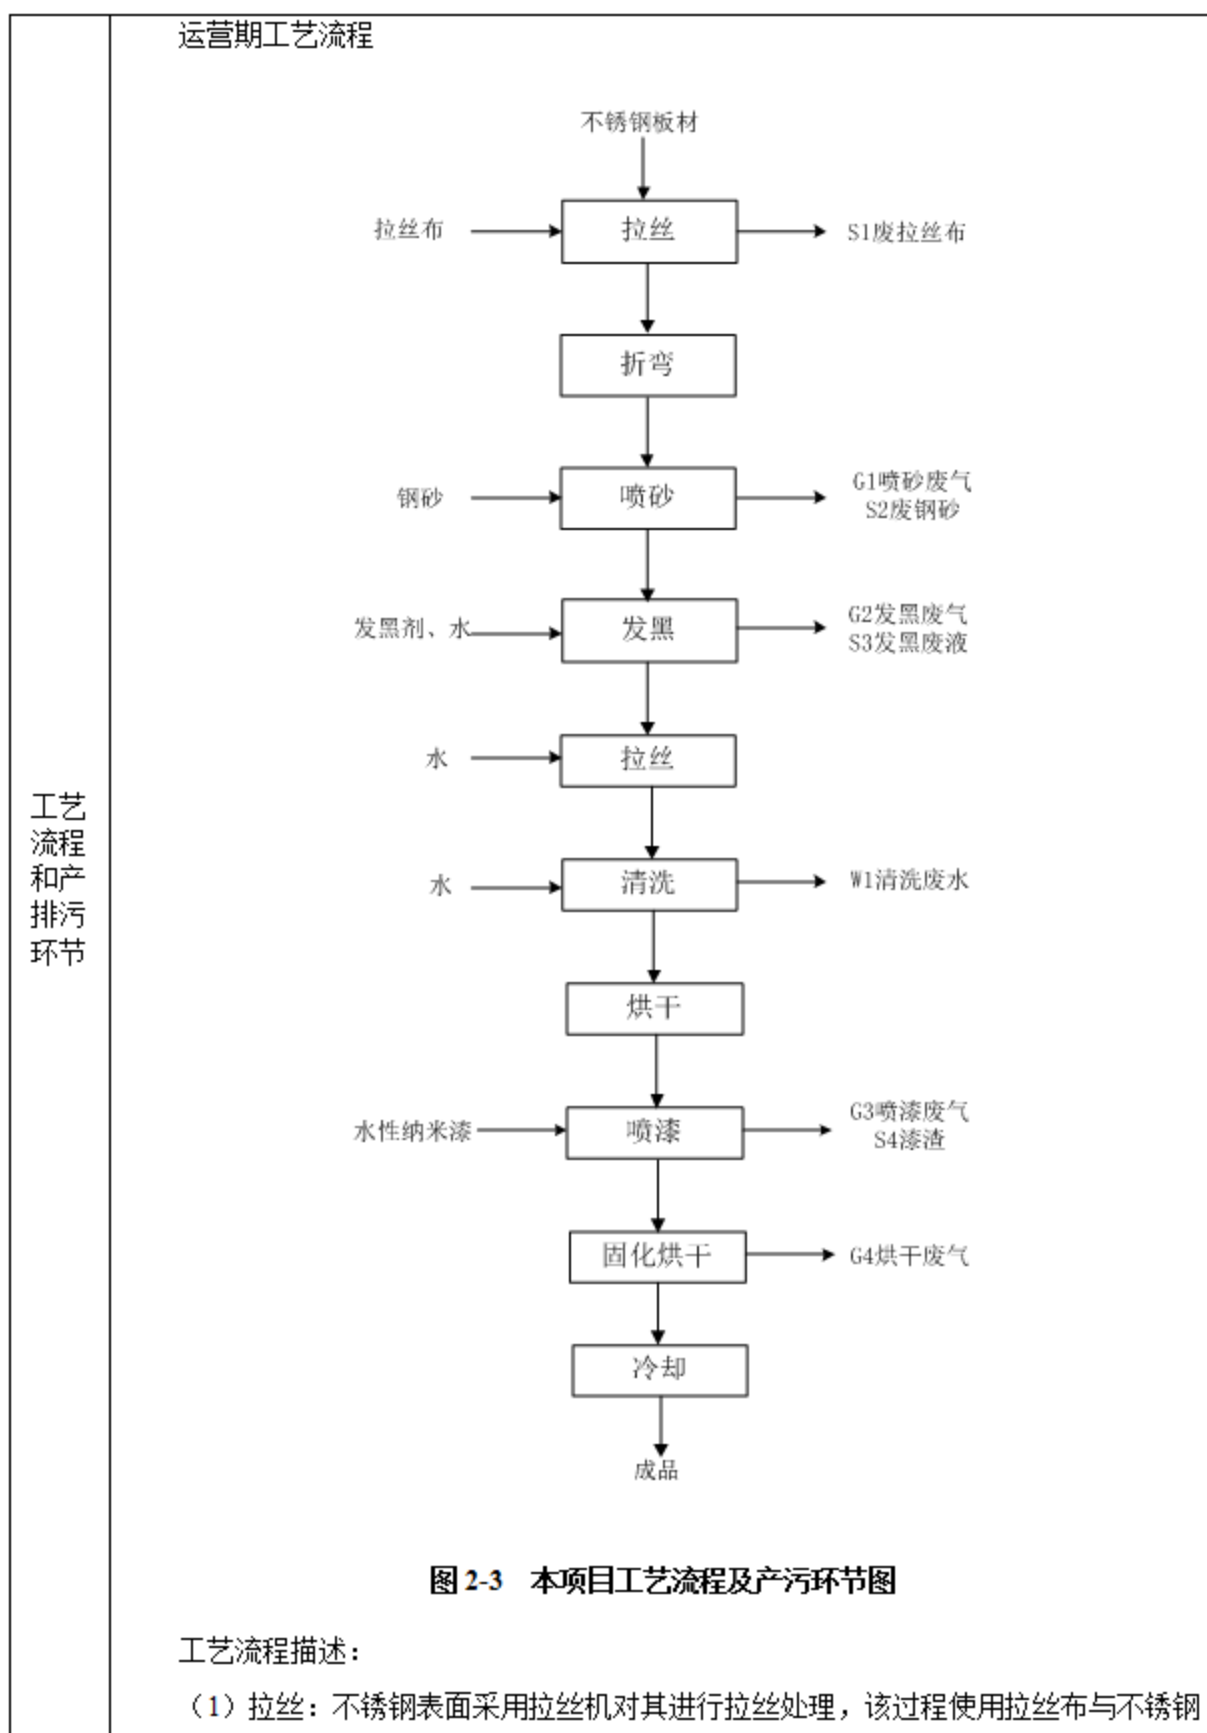 运营期工艺流程
不锈钢板材
拉丝布
拉丝
S1废拉丝布
折弯
钢砂
喷砂
G1喷砂废气
S2废钢砂
发黑剂、水
发黑
G2发黑废气
S3发黑废液
水
拉丝
水
清洗
W1清洗废水
烘干
水性纳米漆
喷漆
G3喷漆废气
S4漆渣
固化烘干
G4烘干废气
冷却
成品
工艺
流程
和产
排污
环节
图 2-3 本项目工艺流程及产污环节图
工艺流程描述：
（1）拉丝：不锈钢表面采用拉丝机对其进行拉丝处理，该过程使用拉丝布与不锈钢